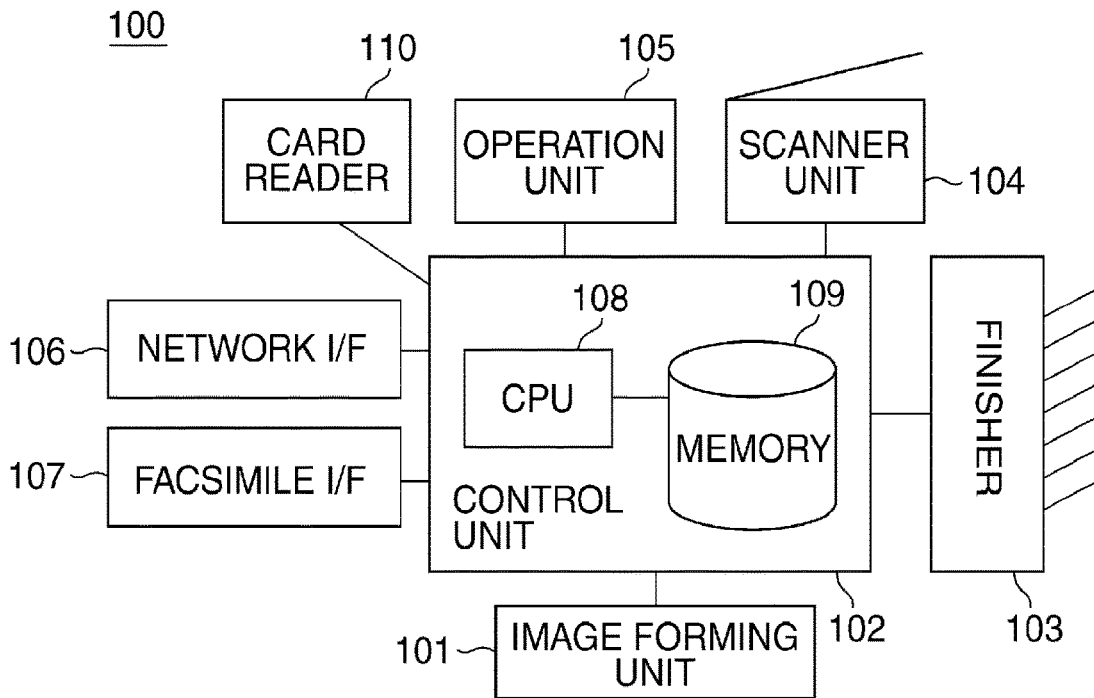 100
110
105
CARD
READER
OPERATION
UNIT
SCANNER
UNIT
104
106
NETWORK I/F
108
109
CPU
MEMORY
FINISHER
107
FACSIMILE I/F
CONTROL
UNIT
102
103
101
IMAGE FORMING
UNIT